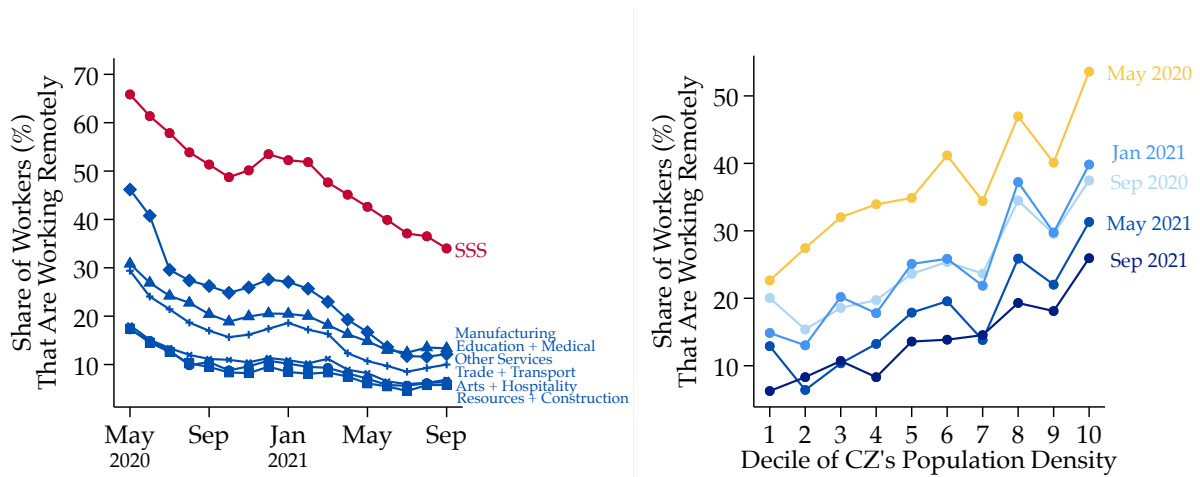 Share of Workers (%)
That Are Working Remotely
70
60
50
40
30
20
10
May
2020
Sep
Jan
2021
May
Sep
SSS
Manufacturing
Education + Medical
Other Services
Trade + Transport
Arts + Hospitality
Resources + Construction
Share of Workers (%)
That Are Working Remotely
50
40
30
20
10
1 2 3 4 5 6 7 8 9 10
Decile of CZ's Population Density
May 2020
Jan 2021
Sep 2020
May 2021
Sep 2021